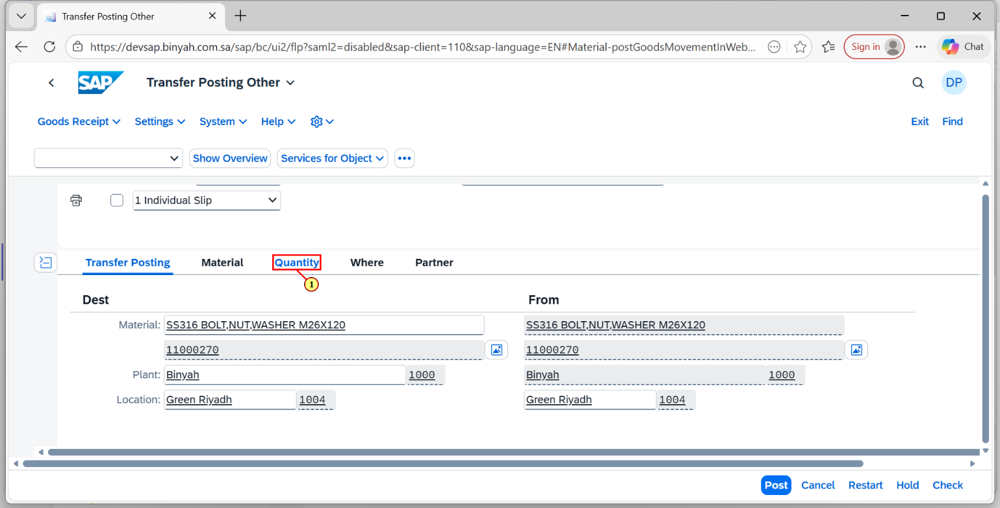 Transfer Posting Other
https://devsap.binyah.com.sa/sap/bc/ui2/flp?saml2=disabled&sap-client=110&sap-language=EN#Material-postGoodsMovementInWeb...
Sign in
Chat
SAP
Transfer Posting Other
DP
Goods Receipt
Settings
System
Help
Exit
Find
Show Overview
Services for Object
1 Individual Slip
Transfer Posting
Material
Quantity
Where
Partner
1
Dest
From
Material: SS316 BOLT,NUT,WASHER M26X120
SS316 BOLT,NUT,WASHER M26X120
11000270
11000270
Plant: Binyah 1000
Binyah 1000
Location: Green Riyadh 1004
Green Riyadh 1004
Post
Cancel
Restart
Hold
Check